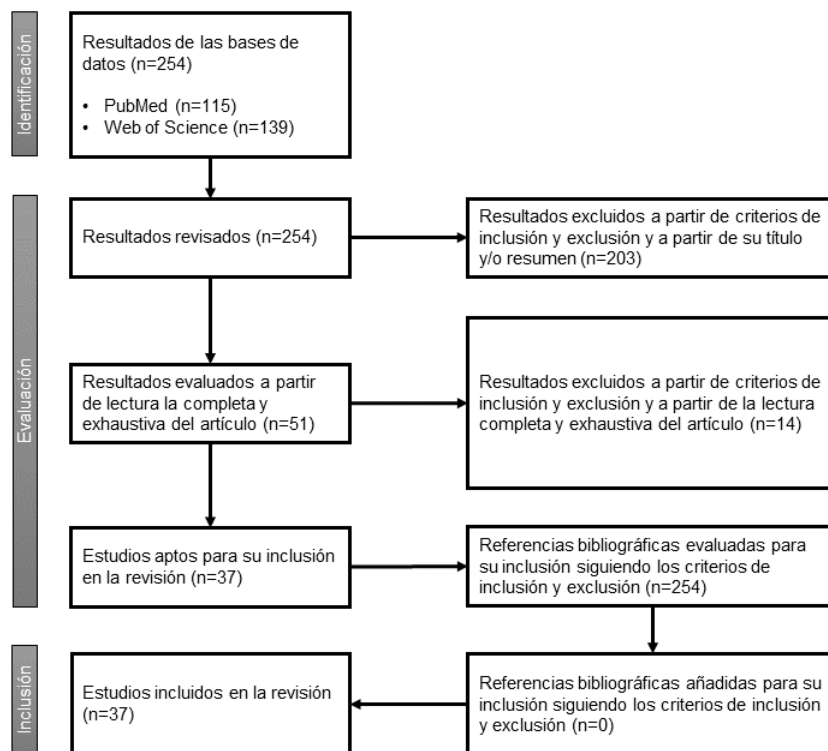 Identificación
Resultados de las bases de
datos (n=254)
• PubMed (n=115)
• Web of Science (n=139)
Evaluación
Resultados revisados (n=254)
Resultados excluidos a partir de criterios de
inclusión y exclusión y a partir de su título
y/o resumen (n=203)
Resultados evaluados a partir
de lectura la completa y
exhaustiva del artículo (n=51)
Resultados excluidos a partir de criterios de
inclusión y exclusión y a partir de la lectura
completa y exhaustiva del artículo (n=14)
Estudios aptos para su inclusión
en la revisión (n=37)
Referencias bibliográficas evaluadas para
su inclusión siguiendo los criterios de
inclusión y exclusión (n=254)
Inclusión
Estudios incluidos en la revisión
(n=37)
Referencias bibliográficas añadidas para su
inclusión siguiendo los criterios de inclusión
y exclusión (n=0)